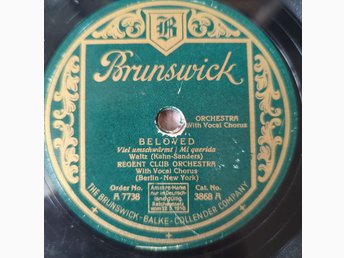 B
Brunswick
ORCHESTRA
With Vocal Chorus
BELOVED
Viel umschwärmt | Mi querida
Waltz (Kahn-Sanders)
REGENT CLUB ORCHESTRA
With Vocal Chorus
(Berlin - New York)
Order No.
A 7738
Cat. No.
3868 A
THE BRUNSWICK-BALKE-COLLENDER COMPANY